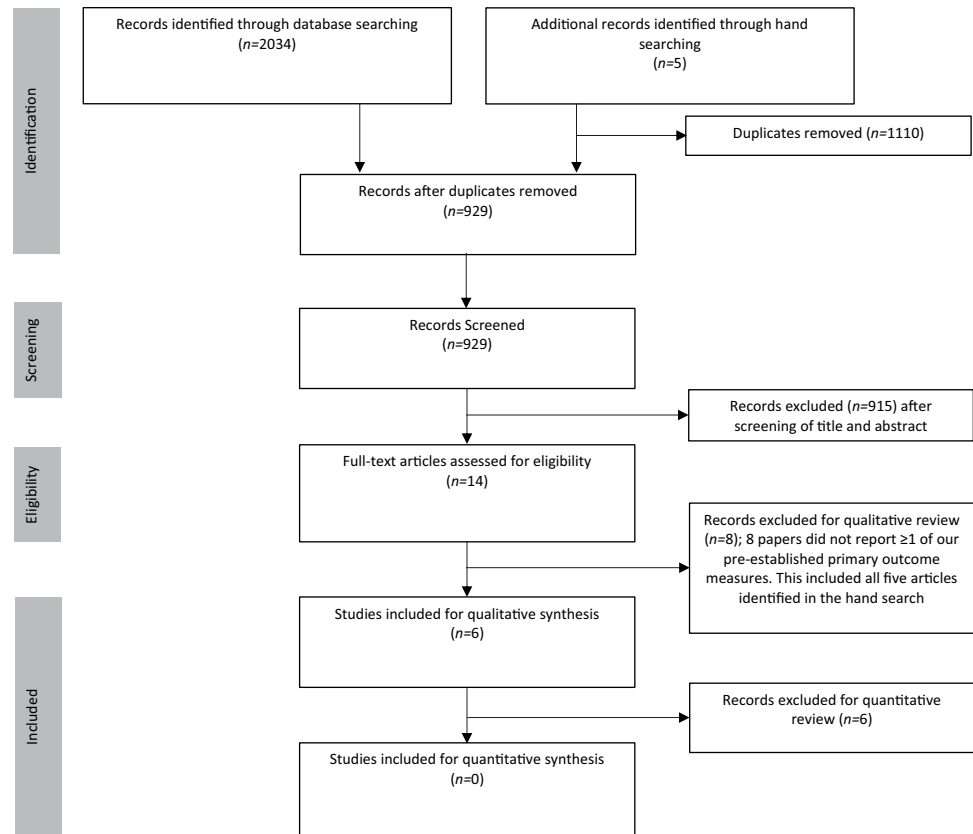 Identification
Records identified through database searching
(n=2034)
Additional records identified through hand
searching
(n=5)
Duplicates removed (n=1110)
Records after duplicates removed
(n=929)
Screening
Records Screened
(n=929)
Records excluded (n=915) after
screening of title and abstract
Eligibility
Full-text articles assessed for eligibility
(n=14)
Records excluded for qualitative review
(n=8); 8 papers did not report ≥1 of our
pre-established primary outcome
measures. This included all five articles
identified in the hand search
Included
Studies included for qualitative synthesis
(n=6)
Records excluded for quantitative
review (n=6)
Studies included for quantitative synthesis
(n=0)